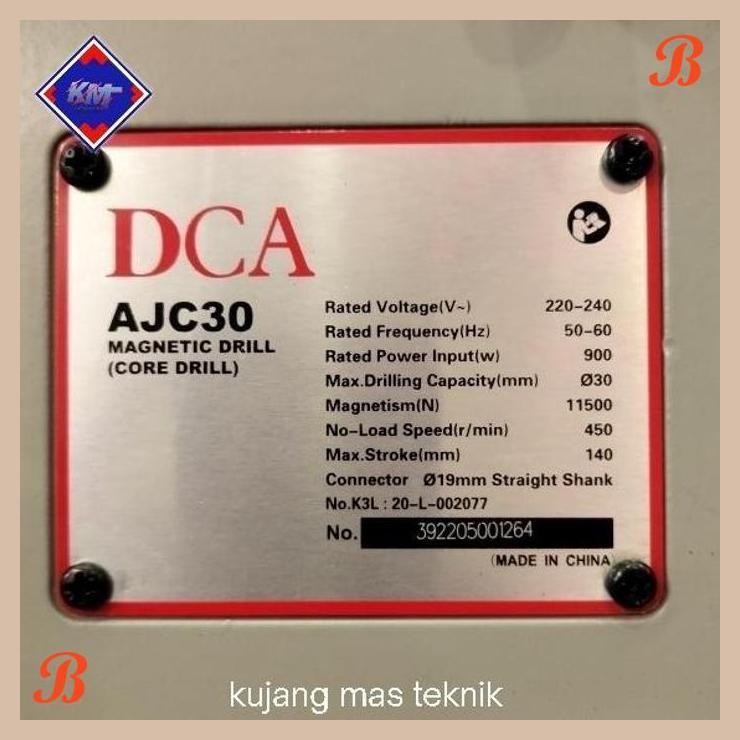 KMT
B
DCA
AJC30
MAGNETIC DRILL
(CORE DRILL)
Rated Voltage(V~) 220-240
Rated Frequency(Hz) 50-60
Rated Power Input(w) 900
Max.Drilling Capacity(mm) Ø30
Magnetism(N) 11500
No-Load Speed(r/min) 450
Max.Stroke(mm) 140
Connector Ø19mm Straight Shank
No.K3L : 20-L-002077
No. 392205001264
(MADE IN CHINA)
B
kujang mas teknik